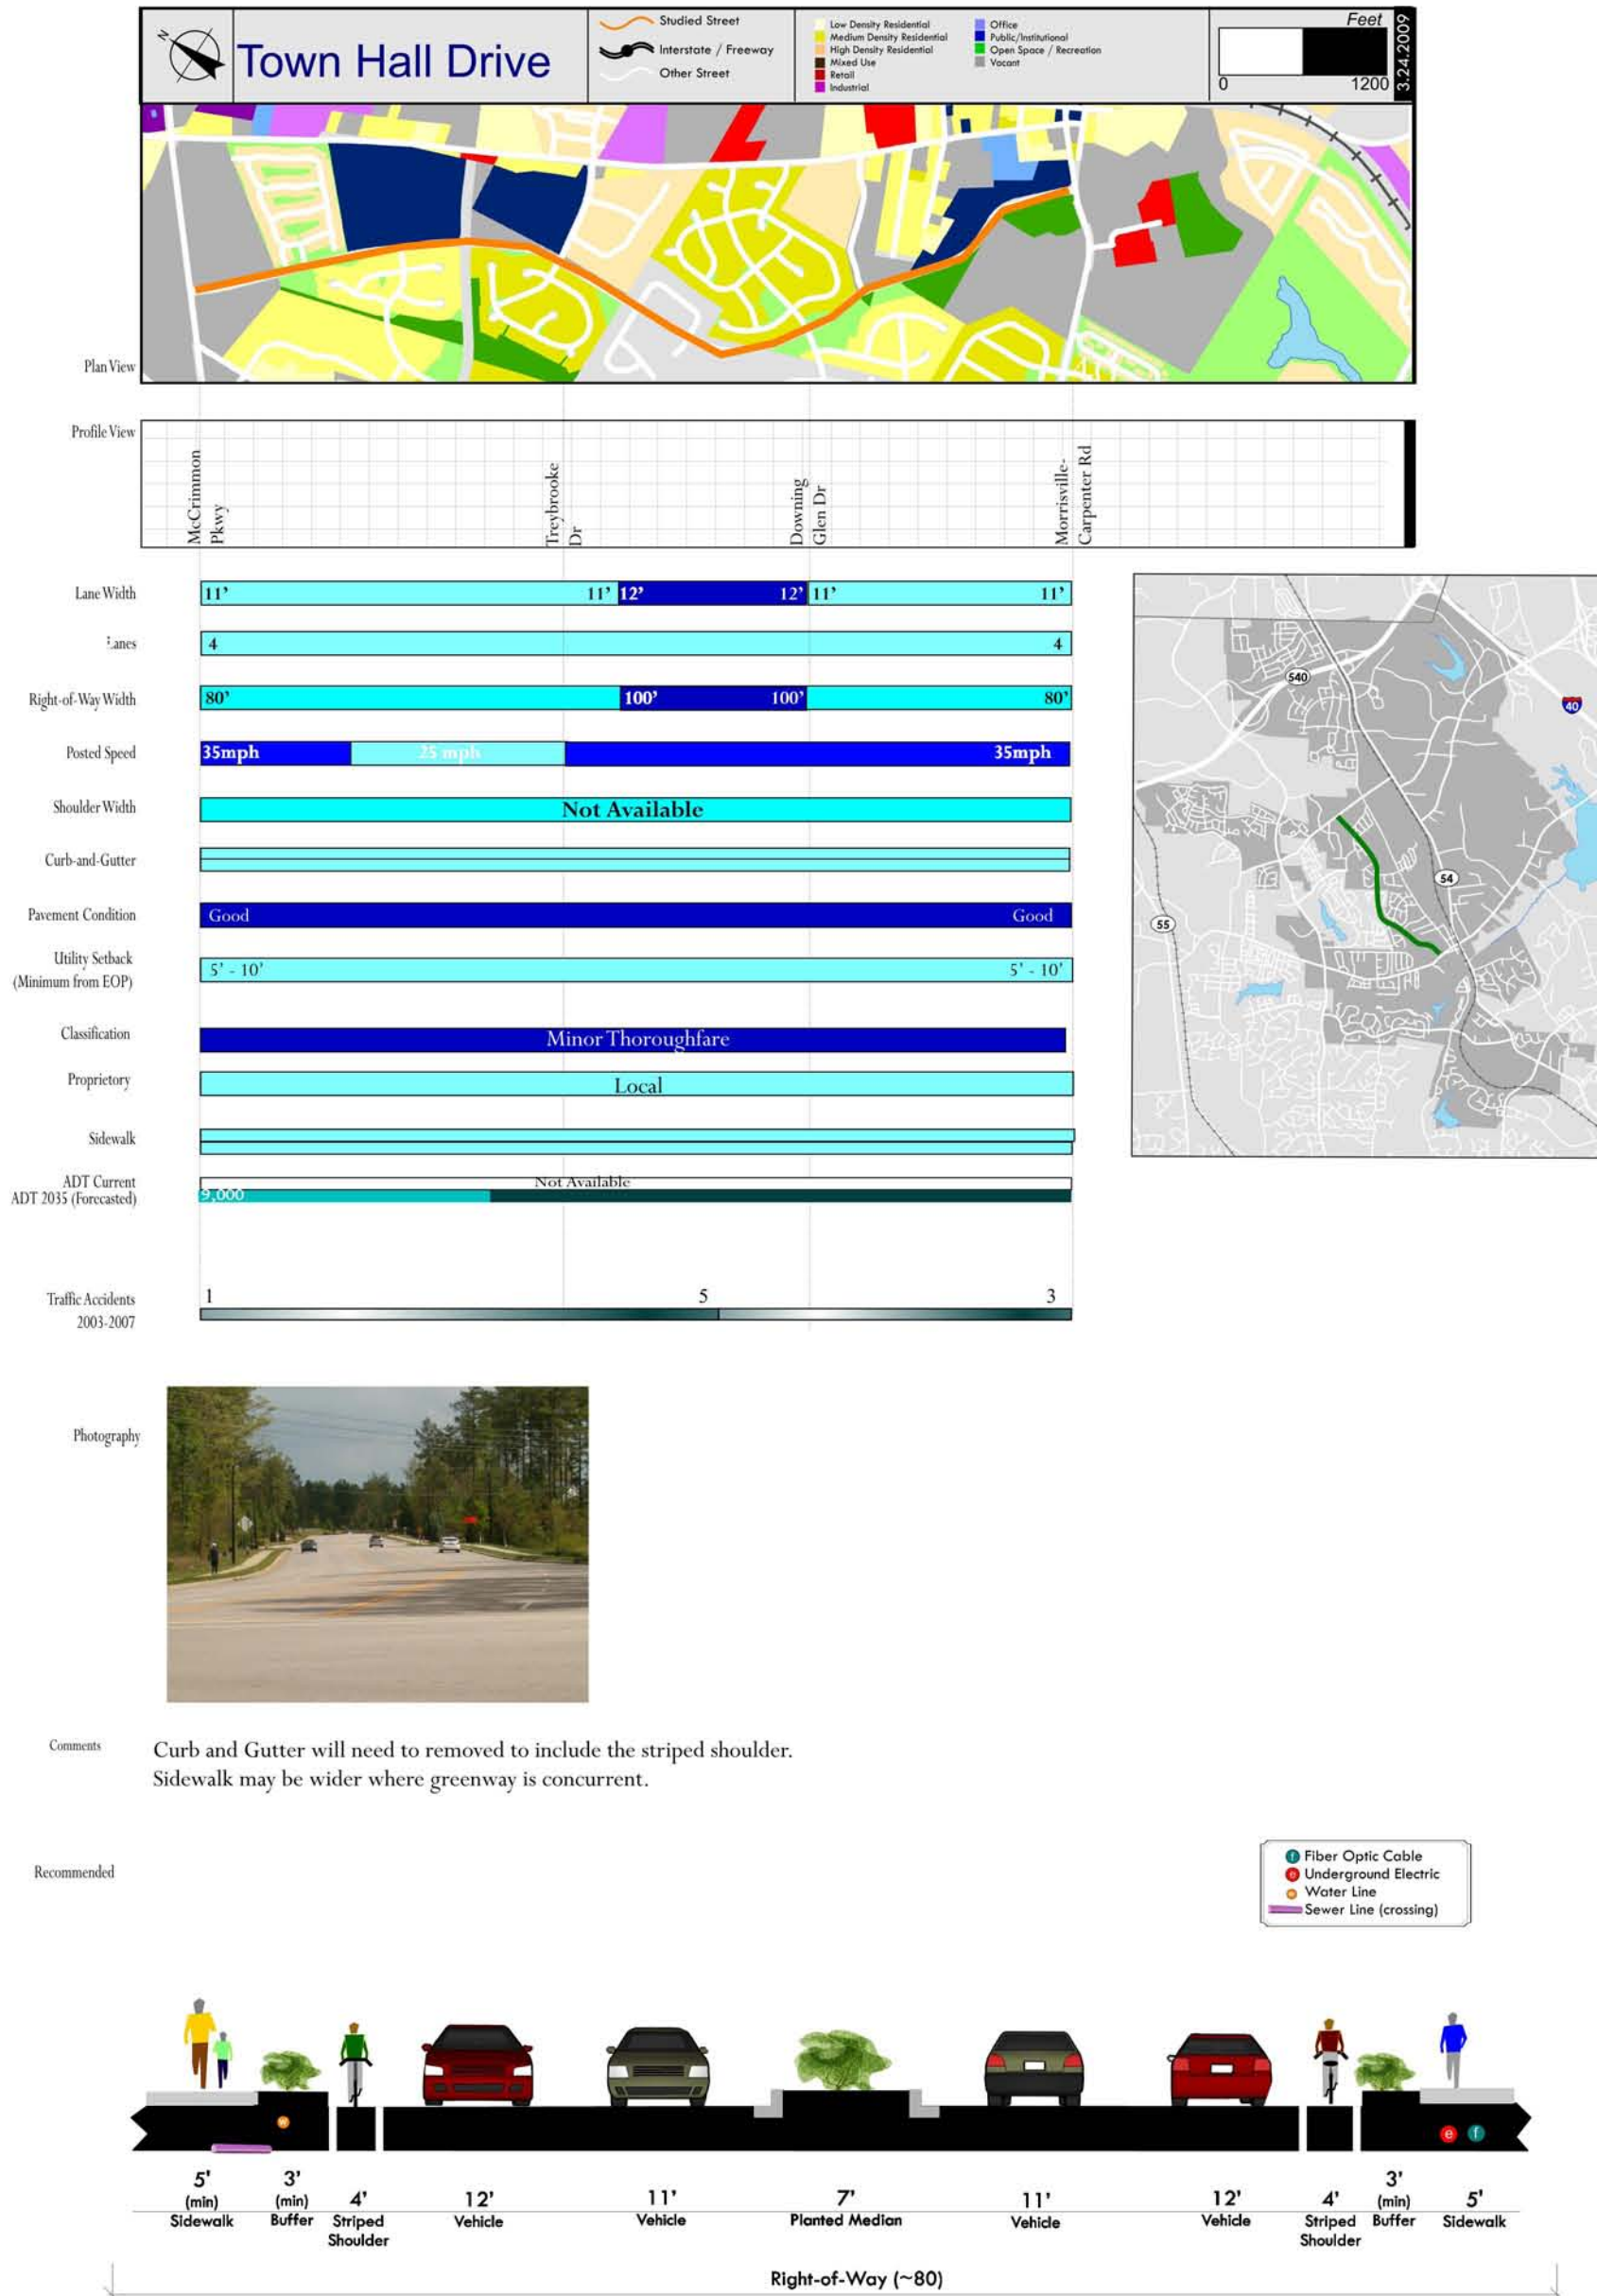 N
Town Hall Drive
Studied Street
Interstate / Freeway
Other Street
Low Density Residential
Medium Density Residential
High Density Residential
Mixed Use
Retail
Industrial
Office
Public/Institutional
Open Space / Recreation
Vacant
Feet
0
1200
3.24.2009
Plan View
Profile View
McCrimmon
Pkwy
Treybrooke
Dr
Downing
Glen Dr
Morrisville-
Carpenter Rd
Lane Width
11' 11' 12' 12' 11' 11'
Lanes
4 4
Right-of-Way Width
80' 100' 100' 80'
Posted Speed
35mph 25 mph 35mph
Shoulder Width
Not Available
Curb-and-Gutter
Pavement Condition
Good Good
Utility Setback
(Minimum from EOP)
5' - 10' 5' - 10'
Classification
Minor Thoroughfare
Proprietory
Local
Sidewalk
ADT Current
Not Available
ADT 2035 (Forecasted)
9,000
Traffic Accidents
2003-2007
1 5 3
540
40
54
55
Photography
Comments
Curb and Gutter will need to removed to include the striped shoulder.
Sidewalk may be wider where greenway is concurrent.
Recommended
f Fiber Optic Cable
e Underground Electric
w Water Line
Sewer Line (crossing)
w
e f
5'
(min)
Sidewalk
3'
(min)
Buffer
4'
Striped
Shoulder
12'
Vehicle
11'
Vehicle
7'
Planted Median
11'
Vehicle
12'
Vehicle
4'
Striped
Shoulder
3'
(min)
Buffer
5'
Sidewalk
Right-of-Way (~80)